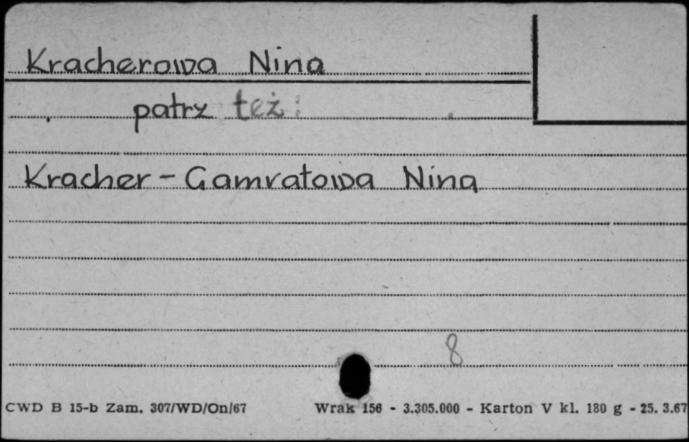 Kracherowa Nina
patrz też:
Kracher - Gamratowa Nina
8
CWD B 15-b Zam. 307/WD/On/67 Wrak 156 - 3.305.000 - Karton V kl. 180 g - 25. 3.67